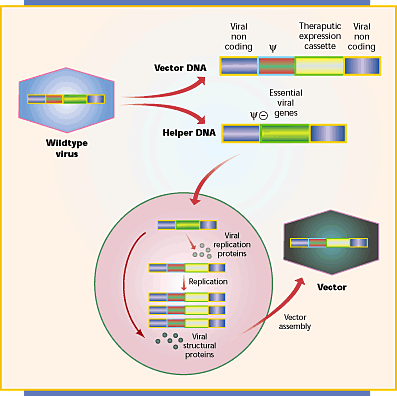 Viral
non
coding
ψ
Theraputic
expression
cassette
Viral
non
coding
Vector DNA
Wildtype
virus
Helper DNA
ψ⊖
Essential
viral
genes
Viral
replication
proteins
Replication
Viral
structural
proteins
Vector
assembly
Vector